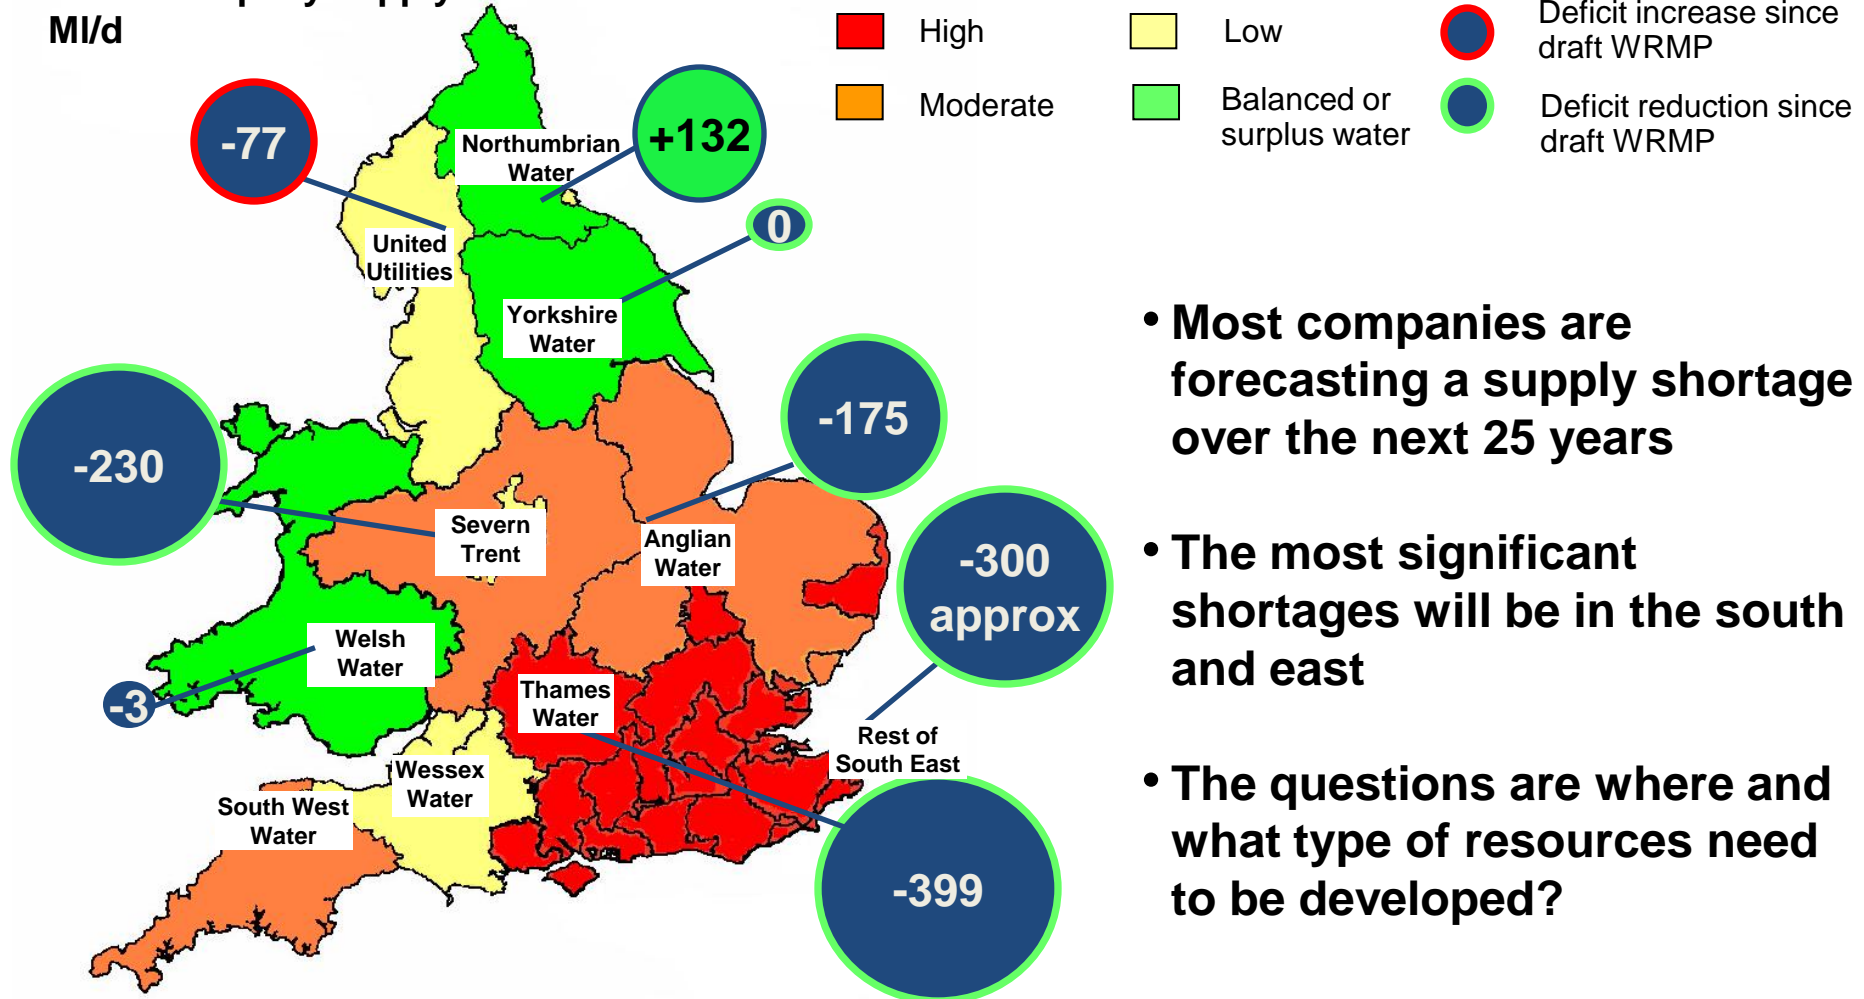 Ml/d
High
Low
Deficit increase since
draft WRMP
Moderate
Balanced or
surplus water
Deficit reduction since
draft WRMP
-77
Northumbrian
Water
+132
0
United
Utilities
Yorkshire
Water
-175
-230
Severn
Trent
Anglian
Water
-300
approx
Welsh
Water
-3
Thames
Water
Rest of
South East
Wessex
Water
South West
Water
-399
• Most companies are
forecasting a supply shortage
over the next 25 years
• The most significant
shortages will be in the south
and east
• The questions are where and
what type of resources need
to be developed?